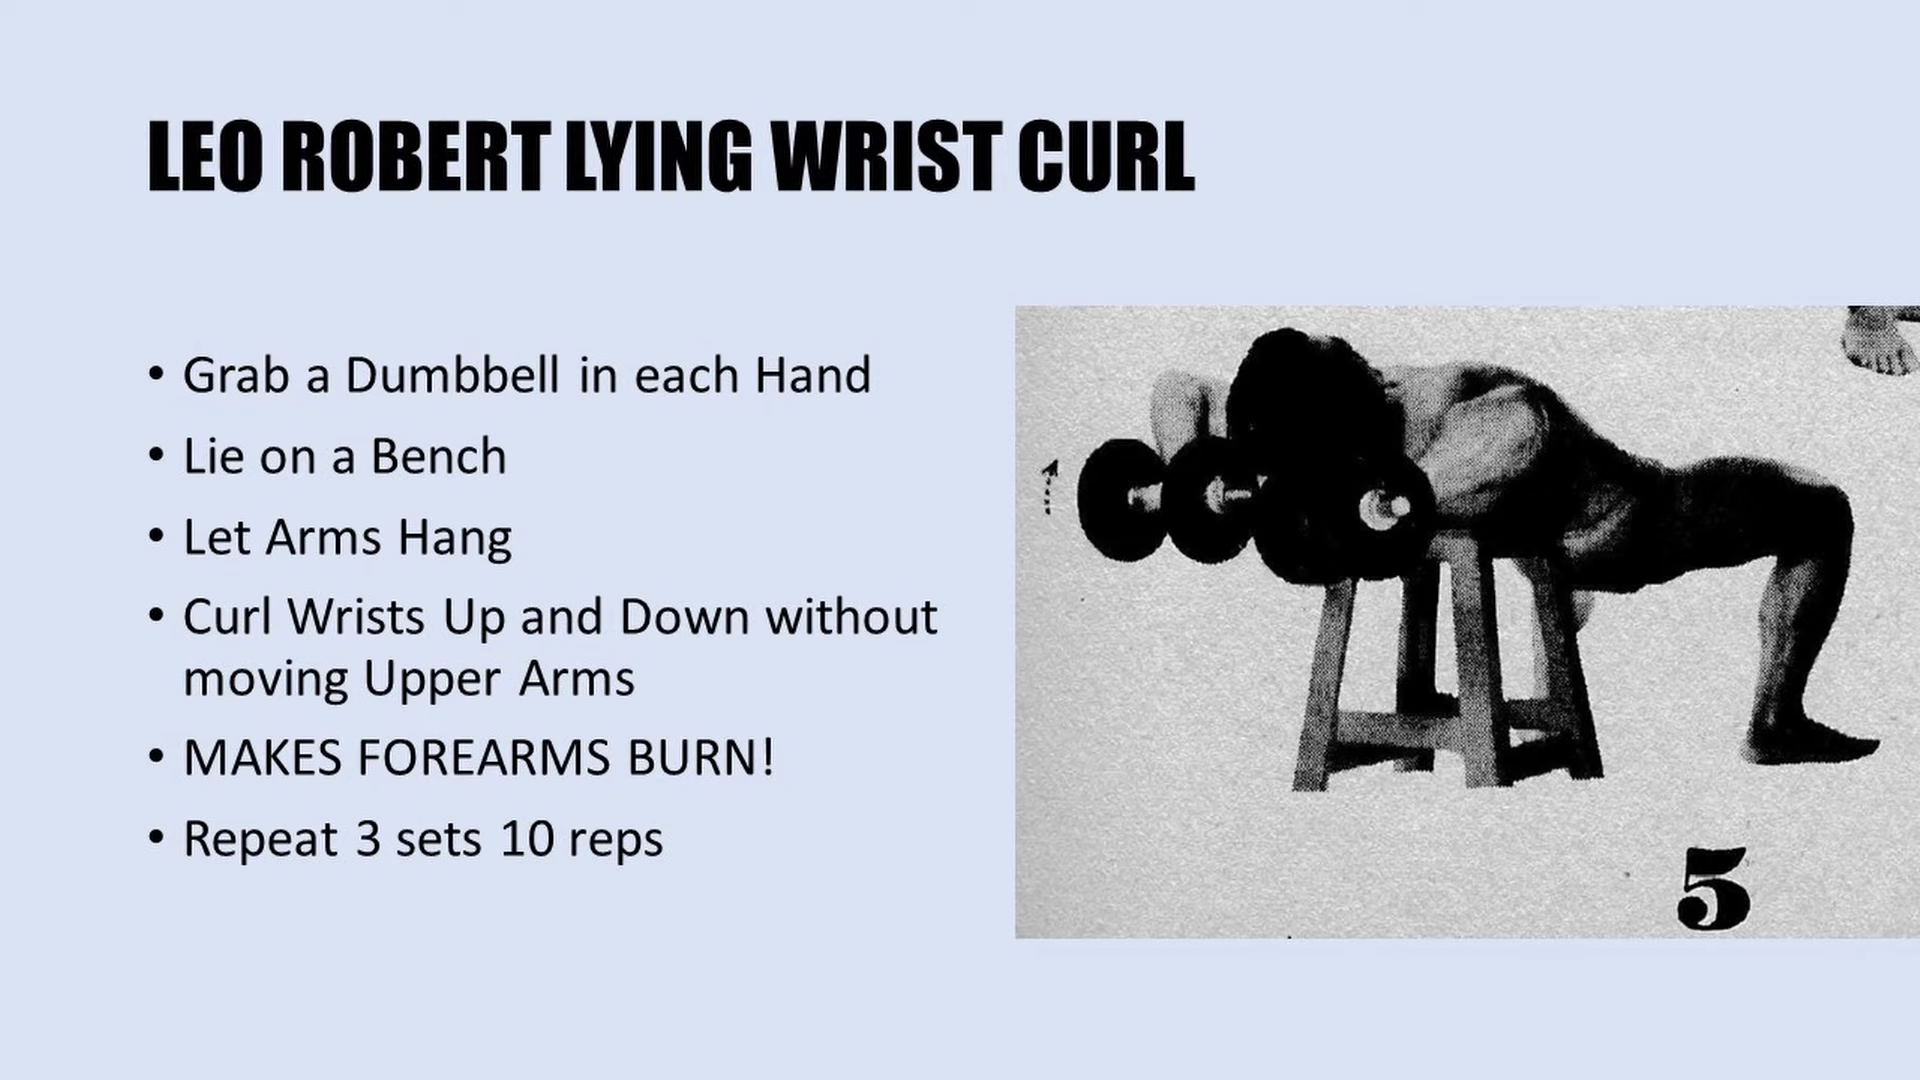 LEO ROBERT LYING WRIST CURL
• Grab a Dumbbell in each Hand
• Lie on a Bench
• Let Arms Hang
• Curl Wrists Up and Down without
moving Upper Arms
• MAKES FOREARMS BURN!
• Repeat 3 sets 10 reps
5